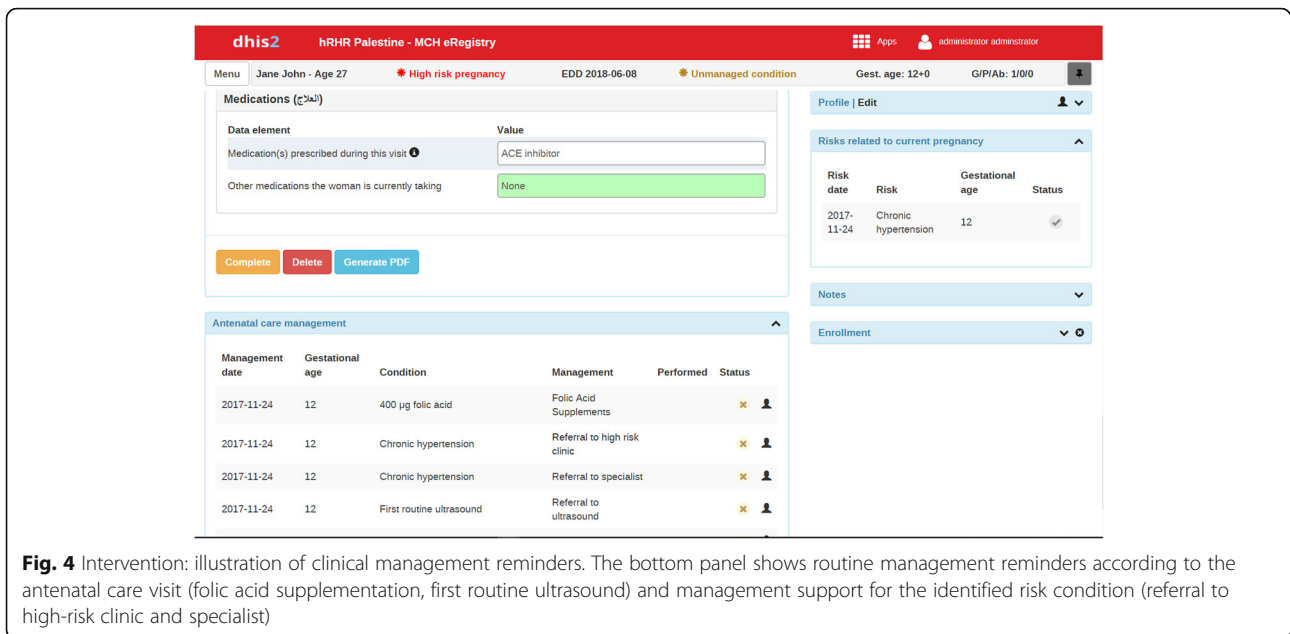 dhis2 hRHR Palestine - MCH eRegistry Apps administrator adminstrator
Menu Jane John - Age 27 ✱ High risk pregnancy EDD 2018-06-08 ✱ Unmanaged condition Gest. age: 12+0 G/P/Ab: 1/0/0
Medications (العلاج)
Data element Value
Medication(s) prescribed during this visit ACE inhibitor
Other medications the woman is currently taking None
Complete Delete Generate PDF
Antenatal care management
Management date Gestational age Condition Management Performed Status
2017-11-24 12 400 µg folic acid Folic Acid Supplements
2017-11-24 12 Chronic hypertension Referral to high risk clinic
2017-11-24 12 Chronic hypertension Referral to specialist
2017-11-24 12 First routine ultrasound Referral to ultrasound
Profile | Edit
Risks related to current pregnancy
Risk date Risk Gestational age Status
2017-11-24 Chronic hypertension 12
Notes
Enrollment
Fig. 4 Intervention: illustration of clinical management reminders. The bottom panel shows routine management reminders according to the
antenatal care visit (folic acid supplementation, first routine ultrasound) and management support for the identified risk condition (referral to
high-risk clinic and specialist)